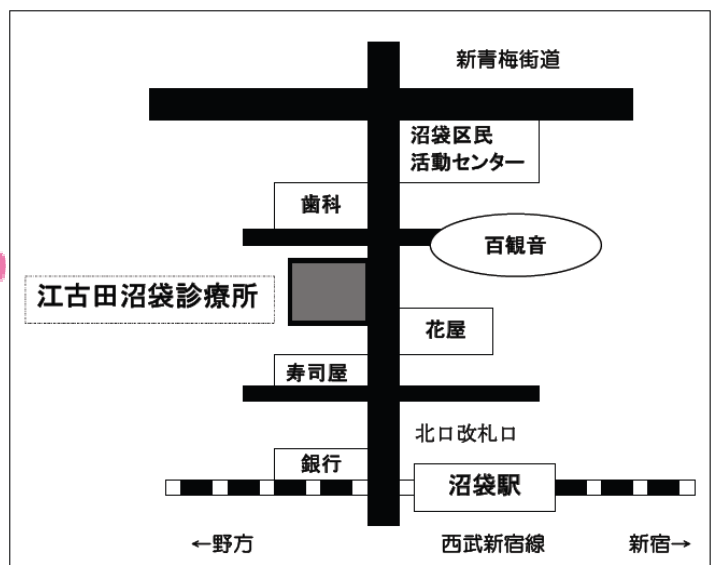 新青梅街道
沼袋区民
活動センター
歯科
百観音
江古田沼袋診療所
花屋
寿司屋
北口改札口
銀行
沼袋駅
←野方
西武新宿線
新宿→